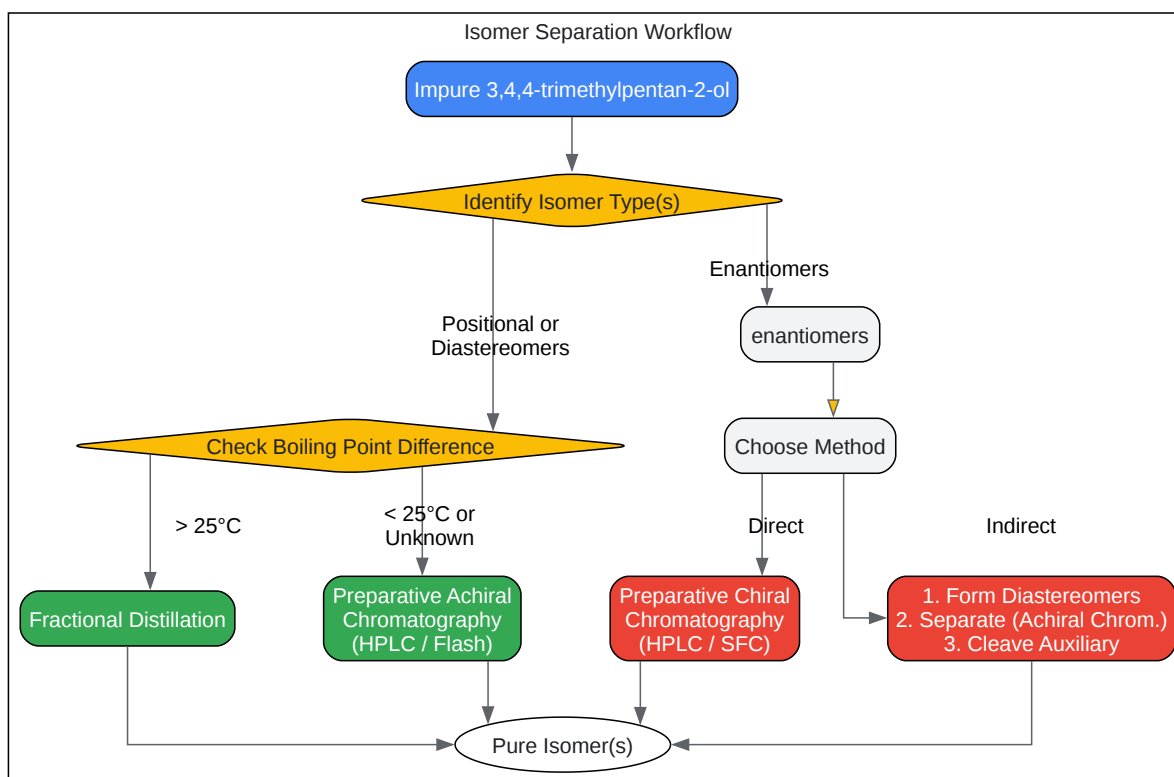 Isomer Separation Workflow
Impure 3,4,4-trimethylpentan-2-ol
Identify Isomer Type(s)
Enantiomers
Positional or
Diastereomers
enantiomers
Check Boiling Point Difference
Choose Method
> 25°C
< 25°C or
Unknown
Direct
Indirect
Fractional Distillation
Preparative Achiral
Chromatography
(HPLC / Flash)
Preparative Chiral
Chromatography
(HPLC / SFC)
1. Form Diastereomers
2. Separate (Achiral Chrom.)
3. Cleave Auxiliary
Pure Isomer(s)